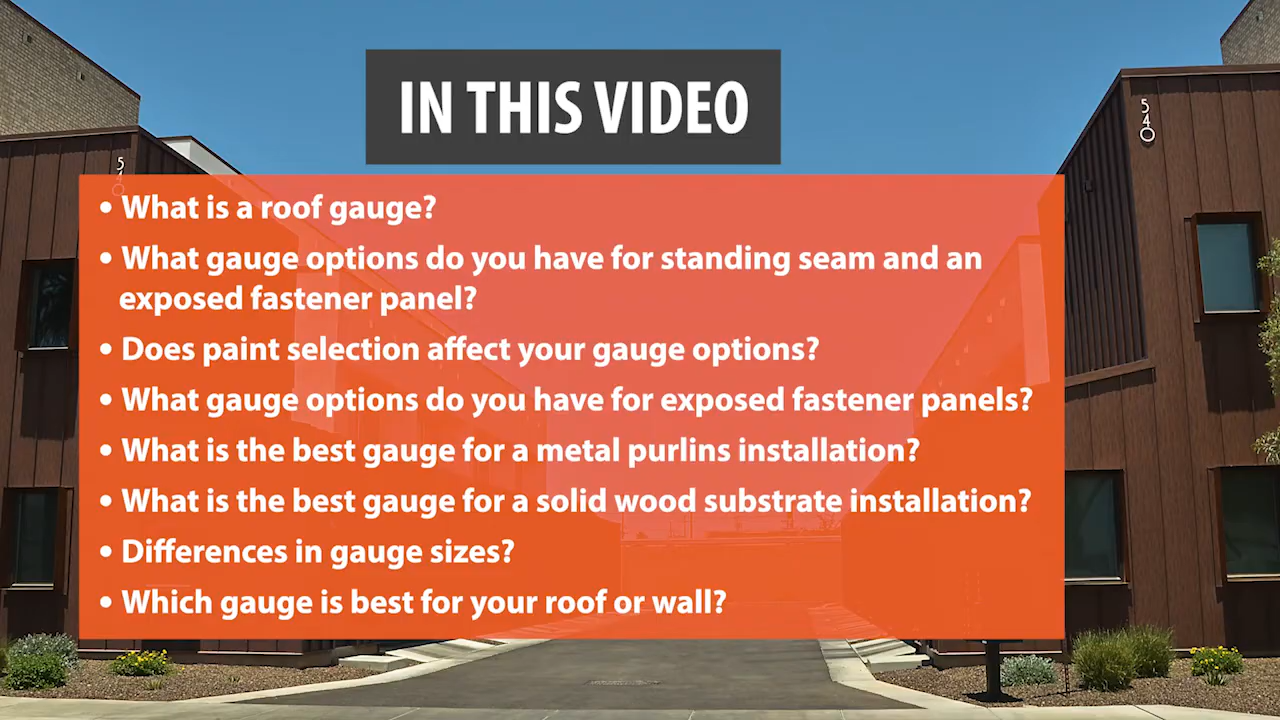 IN THIS VIDEO
540
540
• What is a roof gauge?
• What gauge options do you have for standing seam and an
exposed fastener panel?
• Does paint selection affect your gauge options?
• What gauge options do you have for exposed fastener panels?
• What is the best gauge for a metal purlins installation?
• What is the best gauge for a solid wood substrate installation?
• Differences in gauge sizes?
• Which gauge is best for your roof or wall?